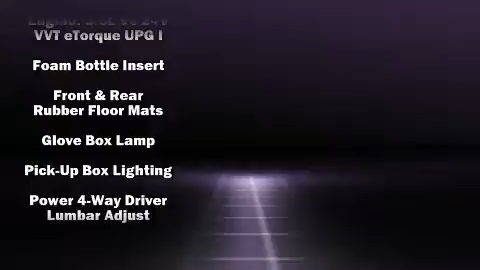 VVT eTorque UPG I
Foam Bottle Insert
Front & Rear
Rubber Floor Mats
Glove Box Lamp
Pick-Up Box Lighting
Power 4-Way Driver
Lumbar Adjust